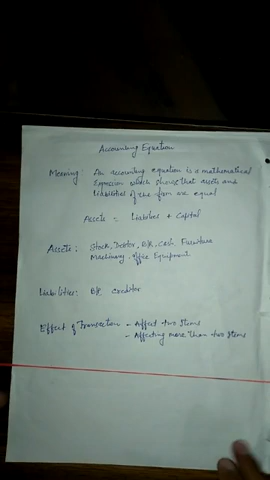 Accounting Equation
Meaning: An accounting equation is a mathematical
Expression which shows that assets and
Liabilities of the firm are equal
Assets = Liabilities + Capital
Assets: Stock, Debtor, B/R, Cash, Furniture
Machinery, Office Equipment
Liabilities: B/P, Creditor
Effect of Transaction - Affect two Items
- Affecting more than two Items